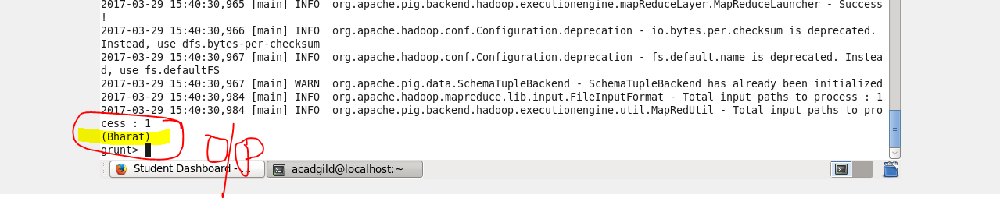 2017-03-29 15:40:30,965 [main] INFO  org.apache.pig.backend.hadoop.executionengine.mapReduceLayer.MapReduceLauncher - Success
!
2017-03-29 15:40:30,966 [main] INFO  org.apache.hadoop.conf.Configuration.deprecation - io.bytes.per.checksum is deprecated.
Instead, use dfs.bytes-per-checksum
2017-03-29 15:40:30,967 [main] INFO  org.apache.hadoop.conf.Configuration.deprecation - fs.default.name is deprecated. Instea
d, use fs.defaultFS
2017-03-29 15:40:30,967 [main] WARN  org.apache.pig.data.SchemaTupleBackend - SchemaTupleBackend has already been initialized
2017-03-29 15:40:30,984 [main] INFO  org.apache.hadoop.mapreduce.lib.input.FileInputFormat - Total input paths to process : 1
2017-03-29 15:40:30,984 [main] INFO  org.apache.pig.backend.hadoop.executionengine.util.MapRedUtil - Total input paths to pro
cess : 1
(Bharat)
grunt>
O/P
Student Dashboard - ...
acadgild@localhost:~